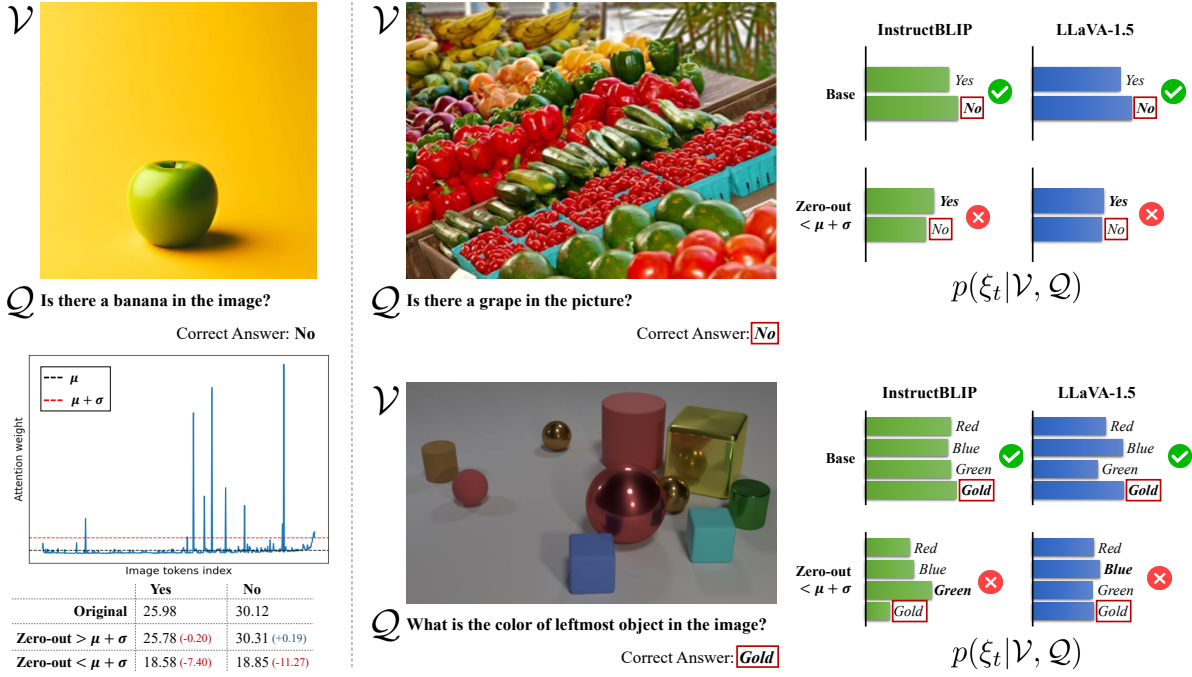 𝒱
𝒬 Is there a banana in the image?
Correct Answer: No
μ
μ + σ
Attention weight
Image tokens index
Yes No
Original 25.98 30.12
Zero-out > μ + σ 25.78 (-0.20) 30.31 (+0.19)
Zero-out < μ + σ 18.58 (-7.40) 18.85 (-11.27)
𝒱
𝒬 Is there a grape in the picture?
Correct Answer: No
InstructBLIP LLaVA-1.5
Base
Yes Yes
No No
Zero-out
< μ + σ
Yes Yes
No No
p(ξₜ|𝒱, 𝒬)
𝒱
𝒬 What is the color of leftmost object in the image?
Correct Answer: Gold
InstructBLIP LLaVA-1.5
Base
Red Red
Blue Blue
Green Green
Gold Gold
Zero-out
< μ + σ
Red Red
Blue Blue
Green Green
Gold Gold
p(ξₜ|𝒱, 𝒬)